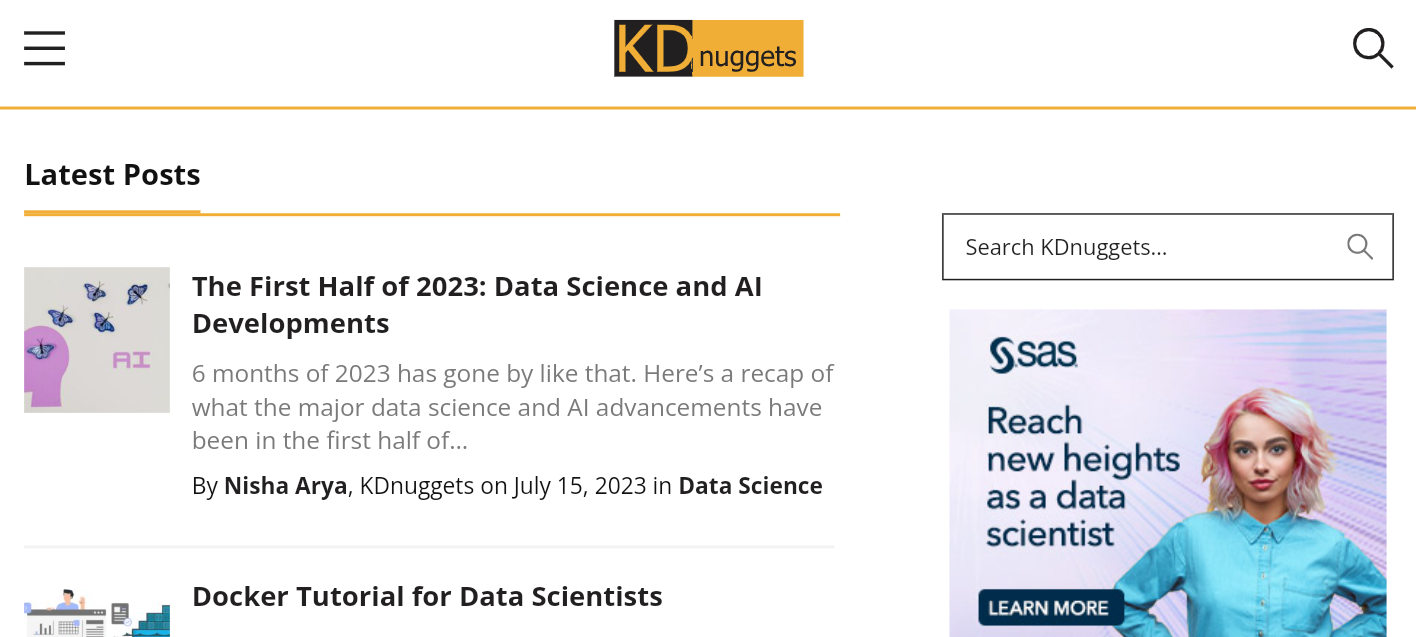 KDnuggets
Latest Posts
Search KDnuggets...
AI
The First Half of 2023: Data Science and AI
Developments
6 months of 2023 has gone by like that. Here’s a recap of
what the major data science and AI advancements have
been in the first half of...
By Nisha Arya, KDnuggets on July 15, 2023 in Data Science
Docker Tutorial for Data Scientists
sas
Reach
new heights
as a data
scientist
LEARN MORE